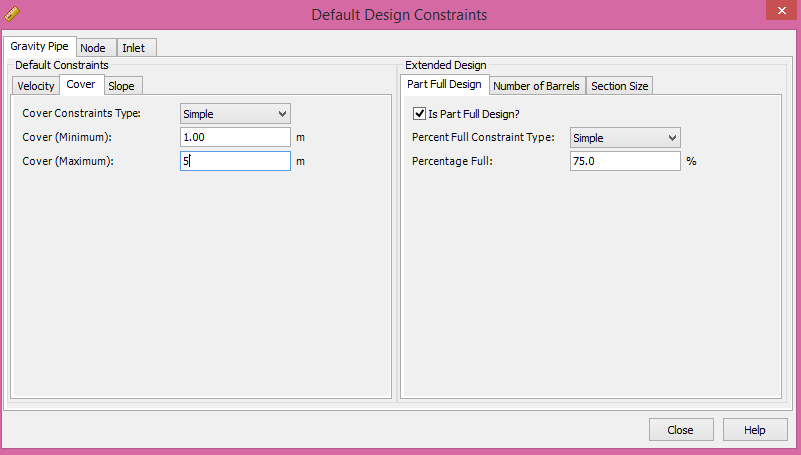 Default Design Constraints
Gravity Pipe Node Inlet
Default Constraints
Velocity Cover Slope
Cover Constraints Type: Simple
Cover (Minimum): 1.00 m
Cover (Maximum): 5 m
Extended Design
Part Full Design Number of Barrels Section Size
Is Part Full Design?
Percent Full Constraint Type: Simple
Percentage Full: 75.0 %
Close Help